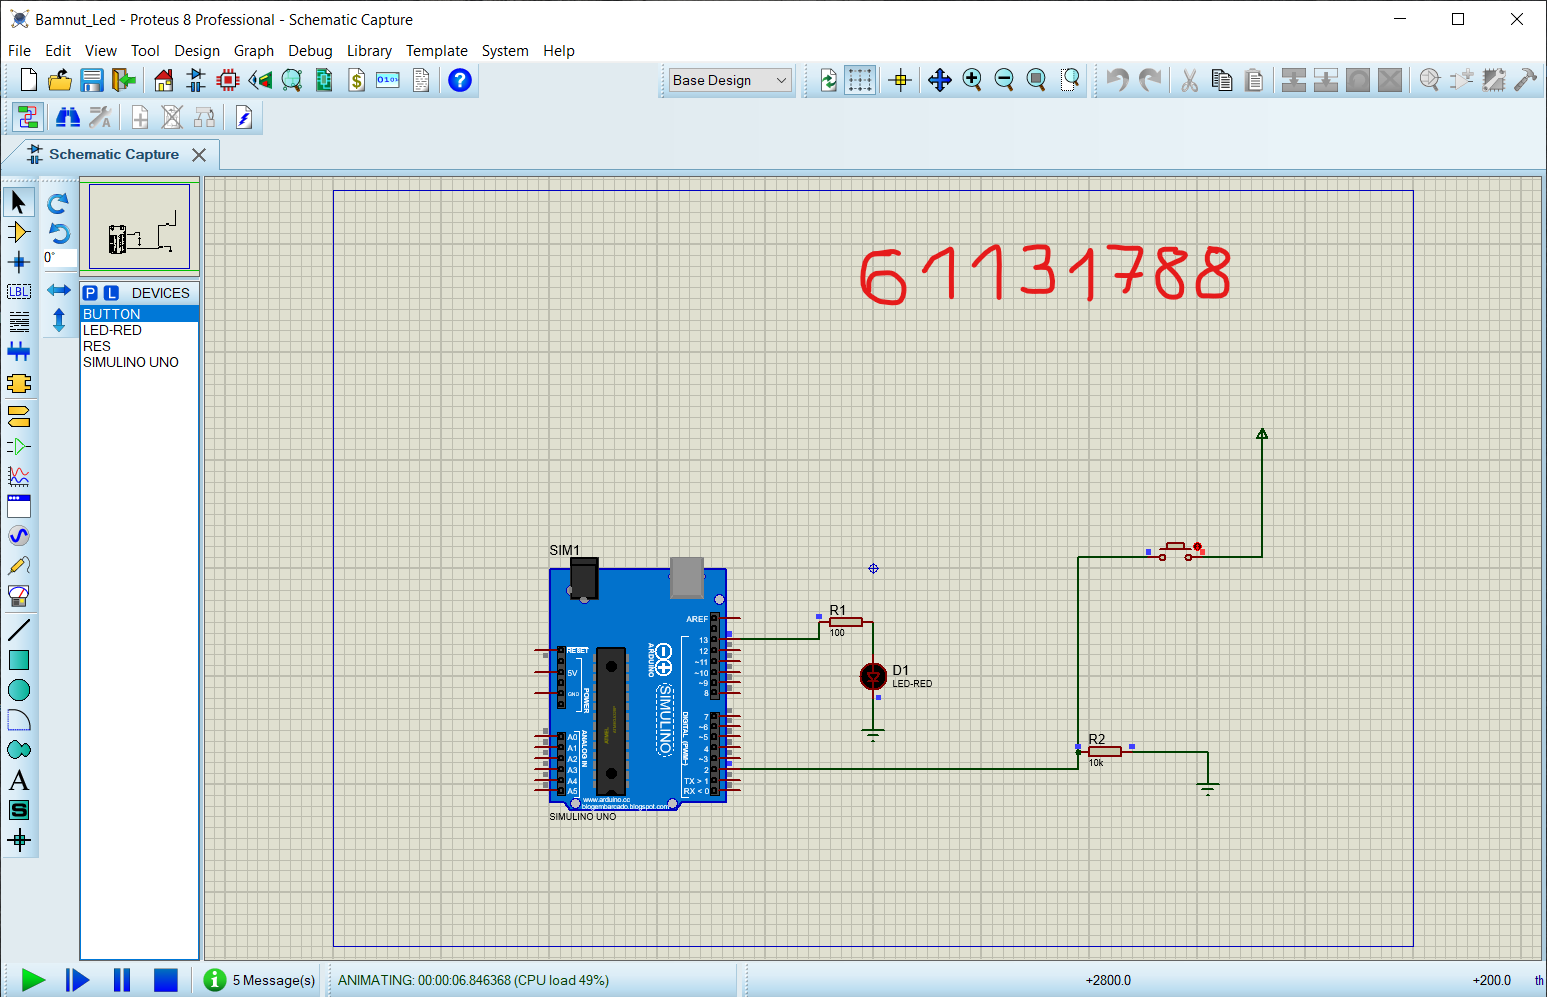 Bamnut_Led - Proteus 8 Professional - Schematic Capture
File Edit View Tool Design Graph Debug Library Template System Help
Base Design
Schematic Capture
0°
P L DEVICES
BUTTON
LED-RED
RES
SIMULINO UNO
LBL
A
S
61131788
SIM1
AREF
13
12
~11
~10
~9
8
7
~6
~5
4
~3
2
TX > 1
RX < 0
RESET
5V
GND
POWER
A0
A1
A2
A3
A4
A5
ANALOG IN
ARDUINO
SIMULINO
DIGITAL (PWM~)
www.arduino.cc
blogembarcado.blogspot.com
SIMULINO UNO
R1
100
D1
LED-RED
R2
10k
5 Message(s)
ANIMATING: 00:00:06.846368 (CPU load 49%)
+2800.0
+200.0
th